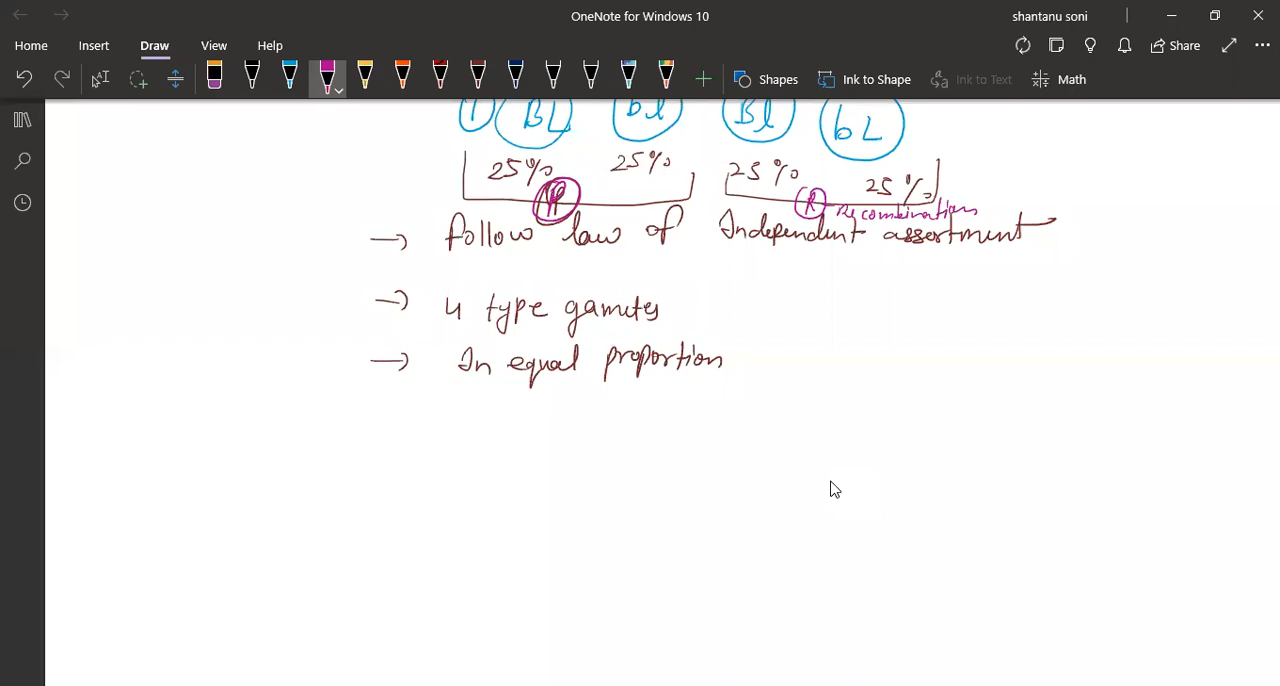 OneNote for Windows 10
shantanu soni
Home Insert Draw View Help
Share
Shapes Ink to Shape Ink to Text Math
1 BL bl Bl bL
25% 25% 25% 25%
P R Recombination
→ follow law of Independent assortment
→ 4 type gametes
→ In equal proportion